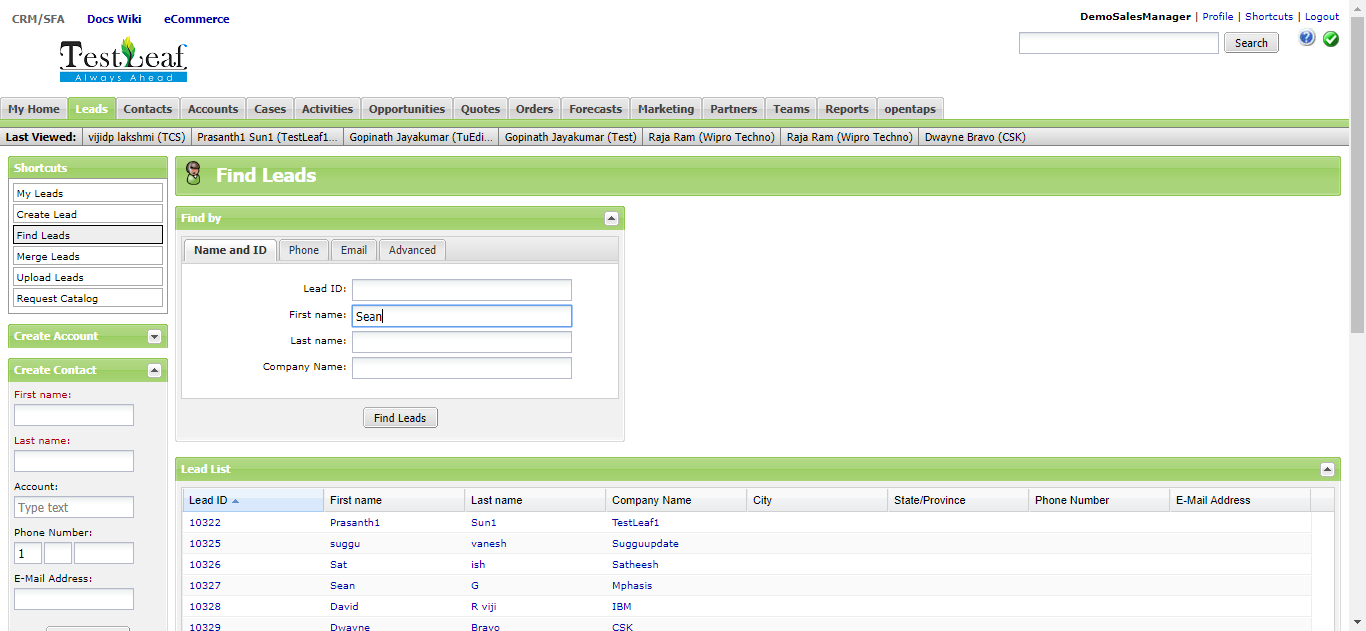 CRM/SFA Docs Wiki eCommerce
DemoSalesManager | Profile | Shortcuts | Logout
TestLeaf
Always Ahead
Search
?
My Home Leads Contacts Accounts Cases Activities Opportunities Quotes Orders Forecasts Marketing Partners Teams Reports opentaps
Last Viewed: vijidp lakshmi (TCS) Prasanth1 Sun1 (TestLeaf1... Gopinath Jayakumar (TuEdi... Gopinath Jayakumar (Test) Raja Ram (Wipro Techno) Raja Ram (Wipro Techno) Dwayne Bravo (CSK)
Shortcuts
My Leads
Create Lead
Find Leads
Merge Leads
Upload Leads
Request Catalog
Create Account
Create Contact
First name:
Last name:
Account:
Type text
Phone Number:
1
E-Mail Address:
Find Leads
Find by
Name and ID Phone Email Advanced
Lead ID:
First name: Sean
Last name:
Company Name:
Find Leads
Lead List
Lead ID First name Last name Company Name City State/Province Phone Number E-Mail Address
10322 Prasanth1 Sun1 TestLeaf1
10325 suggu vanesh Sugguupdate
10326 Sat ish Satheesh
10327 Sean G Mphasis
10328 David R viji IBM
10329 Dwayne Bravo CSK